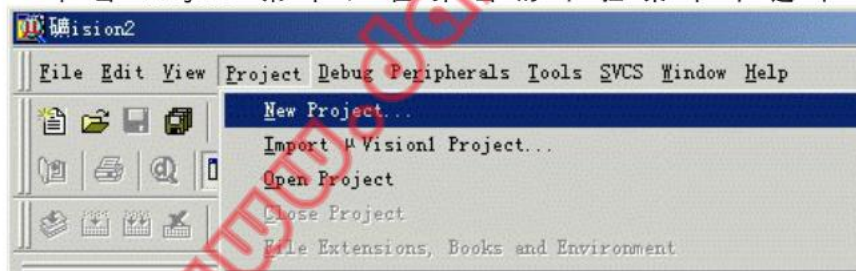 礦ision2
File Edit View Project Debug Peripherals Tools SVCS Window Help
New Project...
Import μVision1 Project...
Open Project
Close Project
File Extensions, Books and Environment